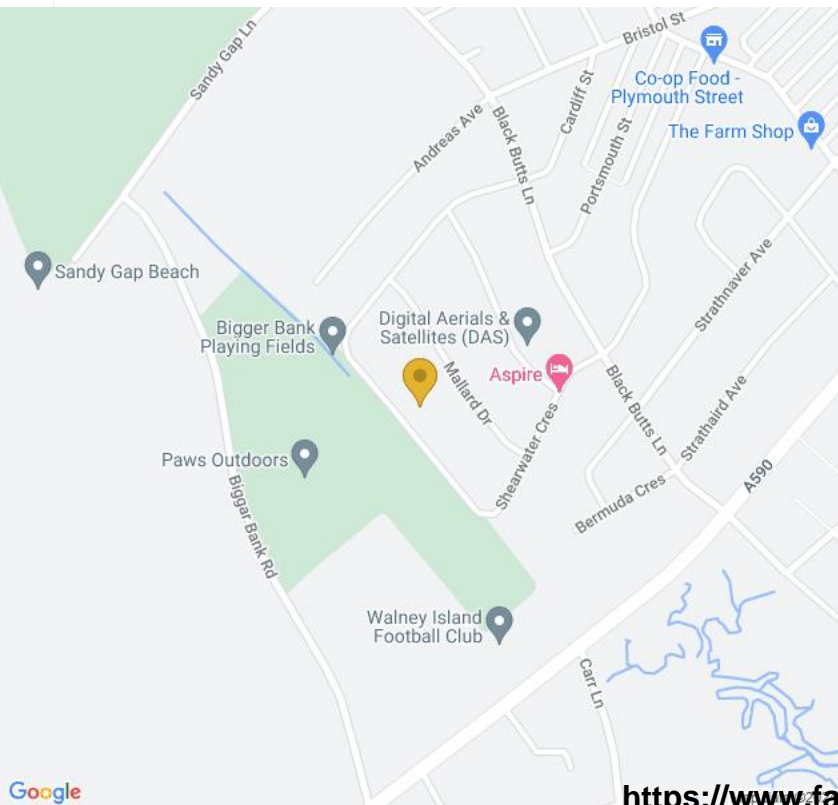 Sandy Gap Ln
Bristol St
Co-op Food -
Plymouth Street
Cardiff St
Andreas Ave
Black Butts Ln
The Farm Shop
Portsmouth St
Sandy Gap Beach
Strathnaver Ave
Digital Aerials &
Satellites (DAS)
Bigger Bank
Playing Fields
Aspire
Mallard Dr
Black Butts Ln
Strathaird Ave
Shearwater Cres
Paws Outdoors
A590
Bermuda Cres
Biggar Bank Rd
Walney Island
Football Club
Carr Ln
Google
https://www.fa